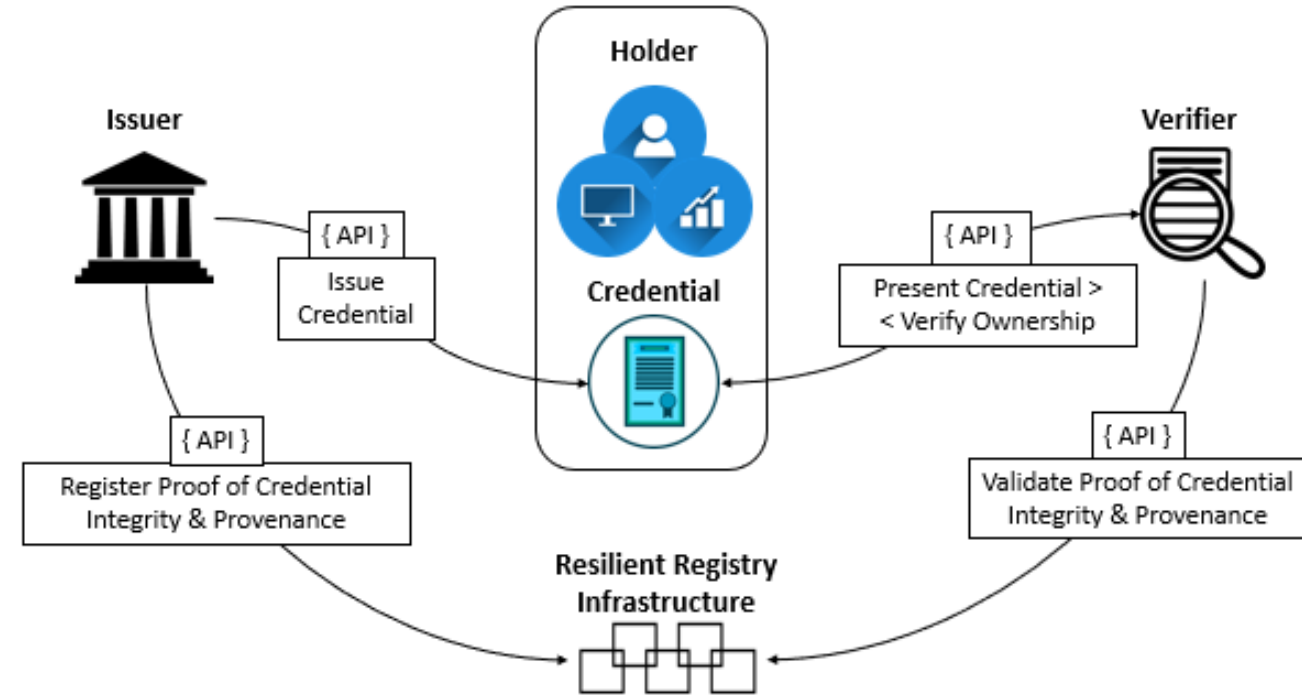 Holder
Issuer
Verifier
{ API }
Issue
Credential
Credential
{ API }
Present Credential >
< Verify Ownership
{ API }
Register Proof of Credential
Integrity & Provenance
{ API }
Validate Proof of Credential
Integrity & Provenance
Resilient Registry
Infrastructure